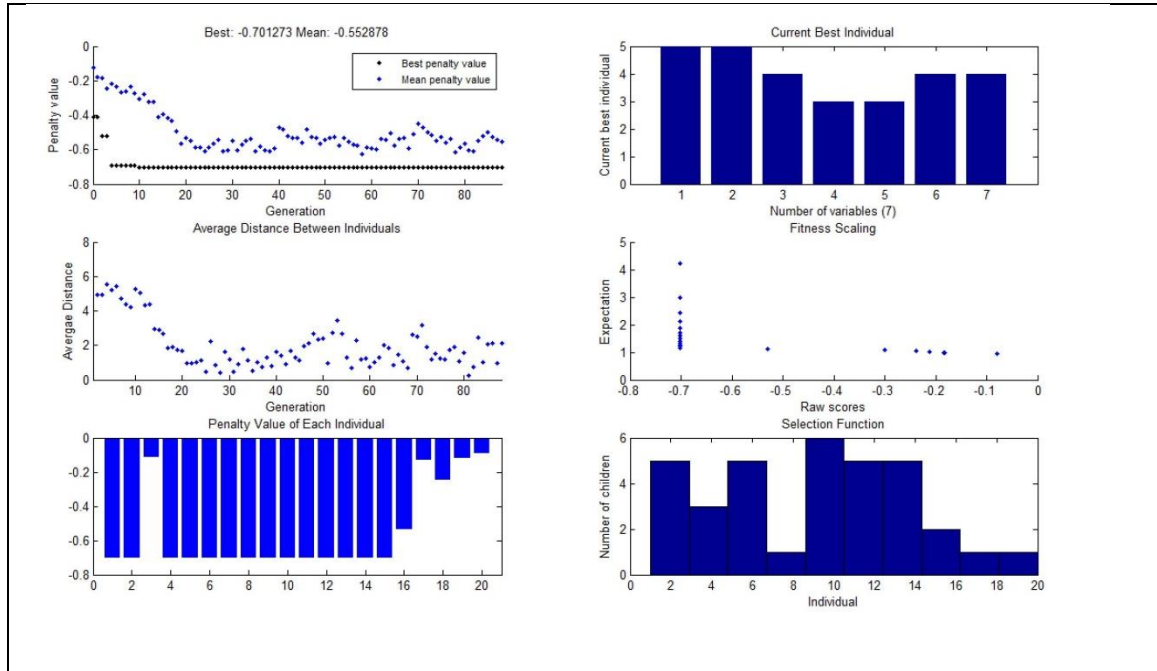 Best: -0.701273 Mean: -0.552878
0
-0.2
-0.4
-0.6
-0.8
Penalty value
Best penalty value
Mean penalty value
0 10 20 30 40 50 60 70 80
Generation
Current Best Individual
5
4
3
2
1
0
Current best individual
1 2 3 4 5 6 7
Number of variables (7)
Average Distance Between Individuals
8
6
4
2
0
Avergae Distance
10 20 30 40 50 60 70 80
Generation
Fitness Scaling
5
4
3
2
1
0
Expectation
-0.8 -0.7 -0.6 -0.5 -0.4 -0.3 -0.2 -0.1 0
Raw scores
Penalty Value of Each Individual
0
-0.2
-0.4
-0.6
-0.8
0 2 4 6 8 10 12 14 16 18 20
Selection Function
6
4
2
0
Number of children
0 2 4 6 8 10 12 14 16 18 20
Individual